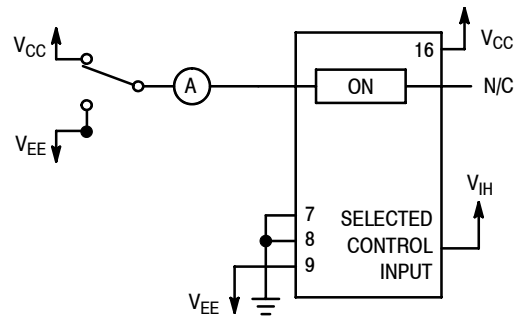 VCC
16
VCC
A
ON
N/C
VEE
VIH
7
SELECTED
8
CONTROL
9
INPUT
VEE